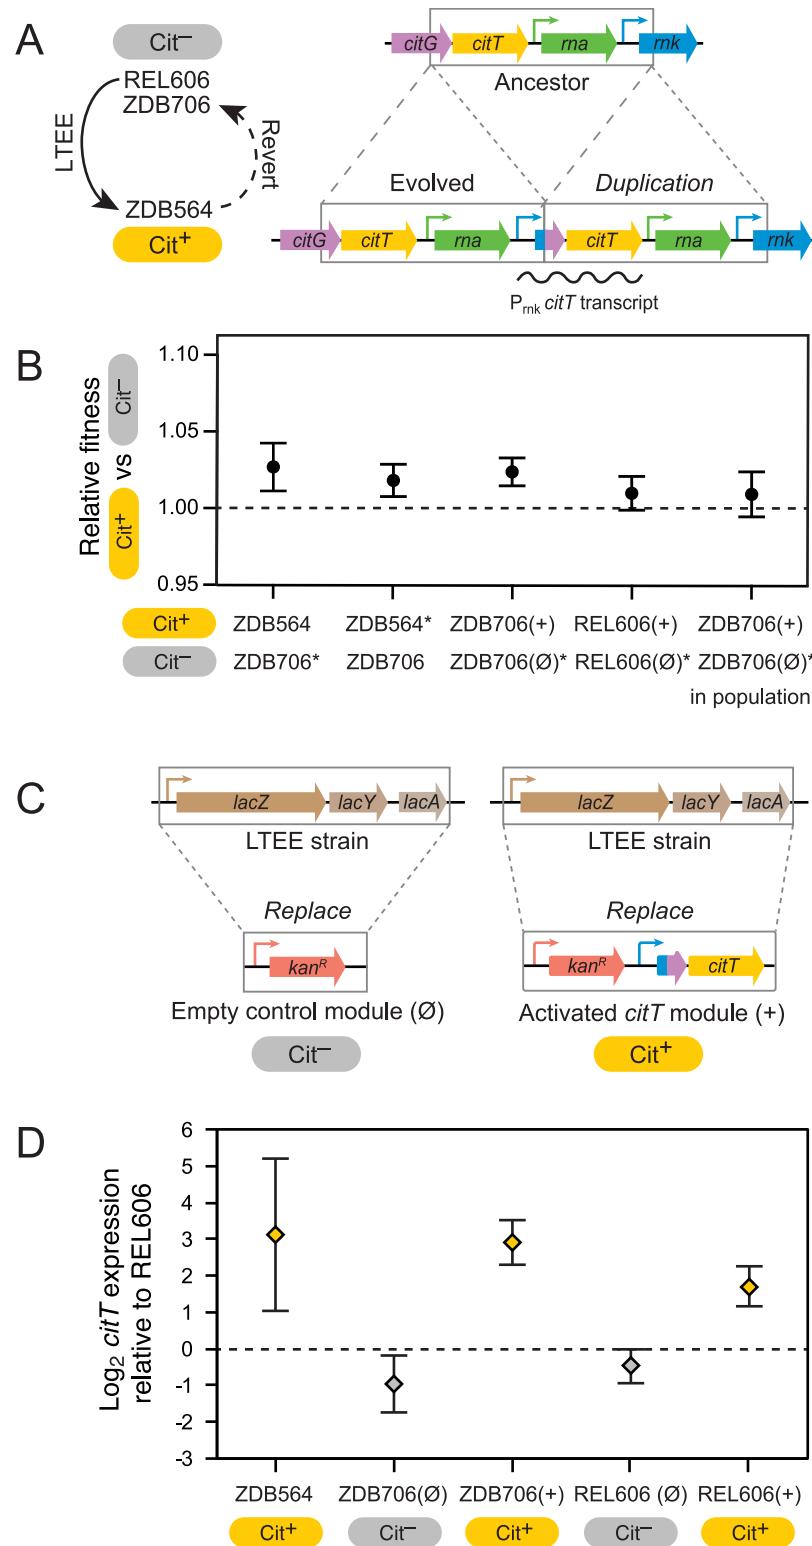 A
Cit–
REL606
ZDB706
LTEE
Revert
ZDB564
Cit+
citG citT rna rnk
Ancestor
Evolved Duplication
citG citT rna citT rna rnk
Prnk citT transcript
B
Relative fitness
Cit+ vs Cit–
1.10
1.05
1.00
0.95
Cit+ ZDB564 ZDB564* ZDB706(+) REL606(+) ZDB706(+)
Cit– ZDB706* ZDB706 ZDB706(Ø)* REL606(Ø)* ZDB706(Ø)*
in population
C
lacZ lacY lacA lacZ lacY lacA
LTEE strain LTEE strain
Replace Replace
kanR kanR citT
Empty control module (Ø) Activated citT module (+)
Cit– Cit+
D
Log2 citT expression
relative to REL606
6
5
4
3
2
1
0
-1
-2
-3
ZDB564 ZDB706(Ø) ZDB706(+) REL606 (Ø) REL606(+)
Cit+ Cit– Cit+ Cit– Cit+